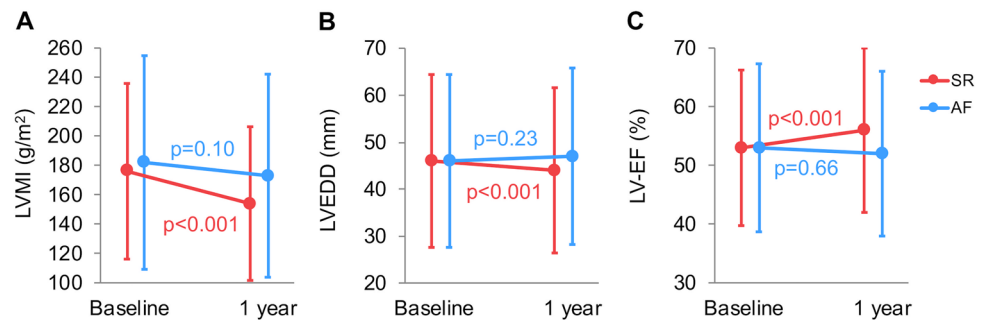 A
LVMI (g/m²)
260
240
220
200
180
160
140
120
100
p=0.10
p<0.001
Baseline
1 year
B
LVEDD (mm)
70
60
50
40
30
20
p=0.23
p<0.001
Baseline
1 year
C
LV-EF (%)
70
60
50
40
30
p<0.001
p=0.66
Baseline
1 year
SR
AF